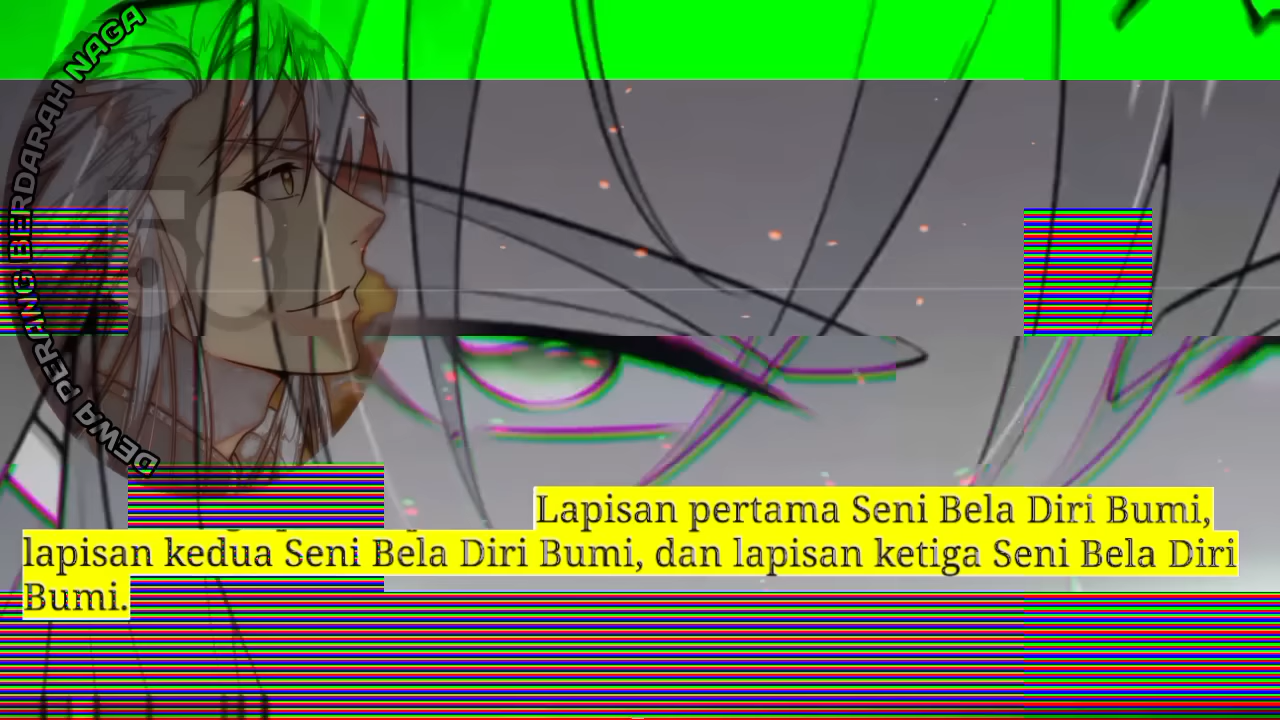 DEWA PERANG BERDARAH NAGA
58
Lapisan pertama Seni Bela Diri Bumi,
lapisan kedua Seni Bela Diri Bumi, dan lapisan ketiga Seni Bela Diri
Bumi.